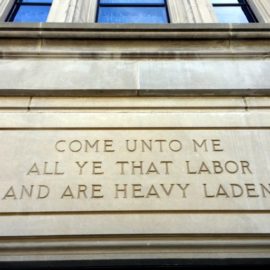 COME UNTO ME
ALL YE THAT LABOR
AND ARE HEAVY LADEN